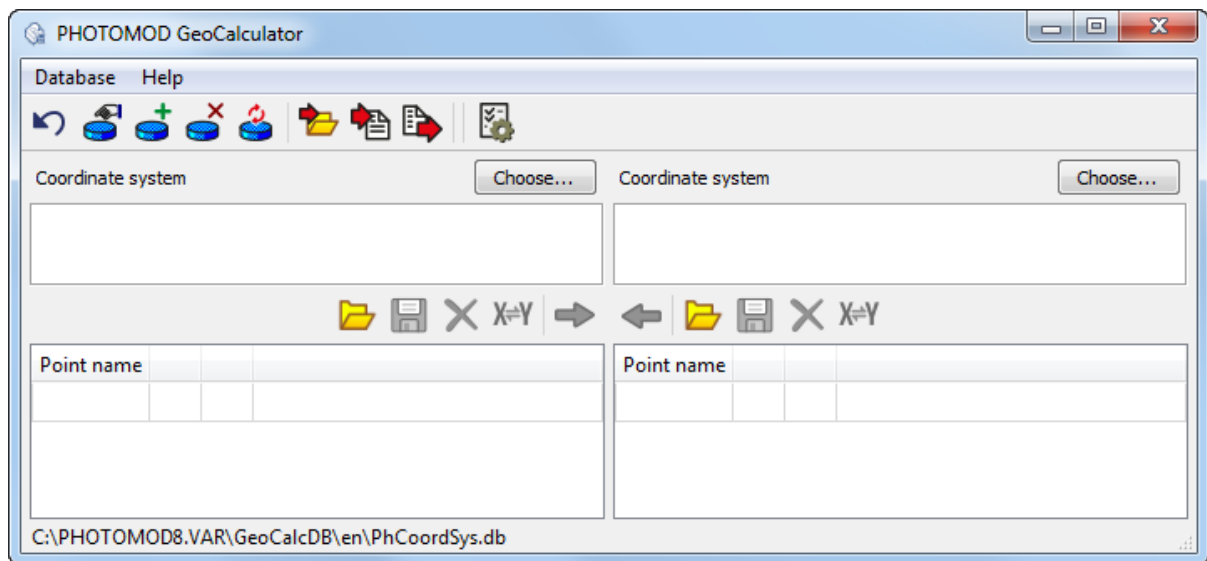 PHOTOMOD GeoCalculator
Database Help
Coordinate system Choose... Coordinate system Choose...
X⇌Y X⇌Y
Point name Point name
C:\PHOTOMOD8.VAR\GeoCalcDB\en\PhCoordSys.db